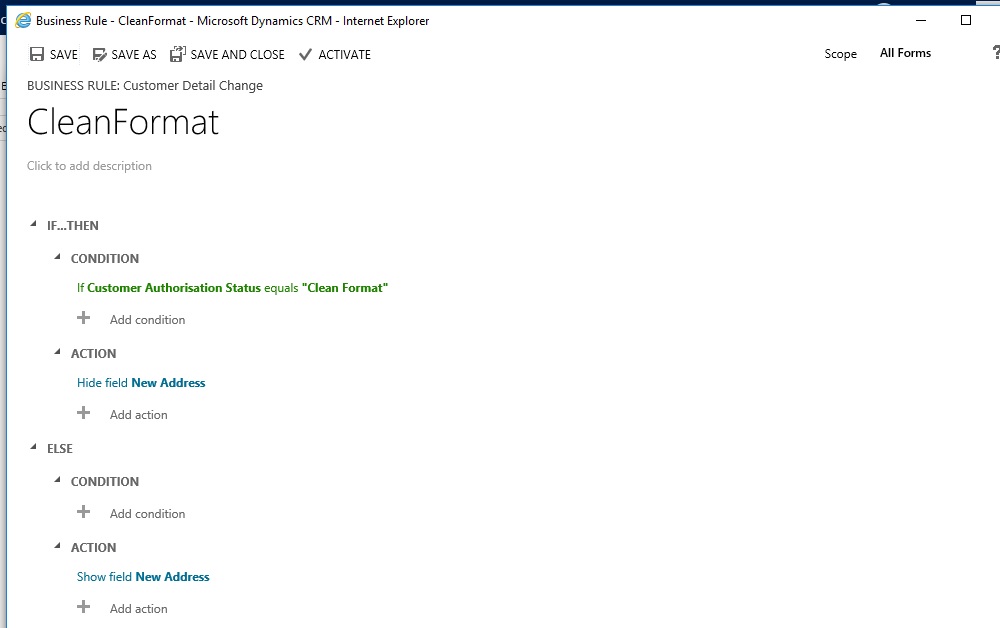 Business Rule - CleanFormat - Microsoft Dynamics CRM - Internet Explorer
SAVE SAVE AS SAVE AND CLOSE ACTIVATE Scope All Forms ?
BUSINESS RULE: Customer Detail Change
CleanFormat
Click to add description
IF...THEN
CONDITION
If Customer Authorisation Status equals "Clean Format"
Add condition
ACTION
Hide field New Address
Add action
ELSE
CONDITION
Add condition
ACTION
Show field New Address
Add action